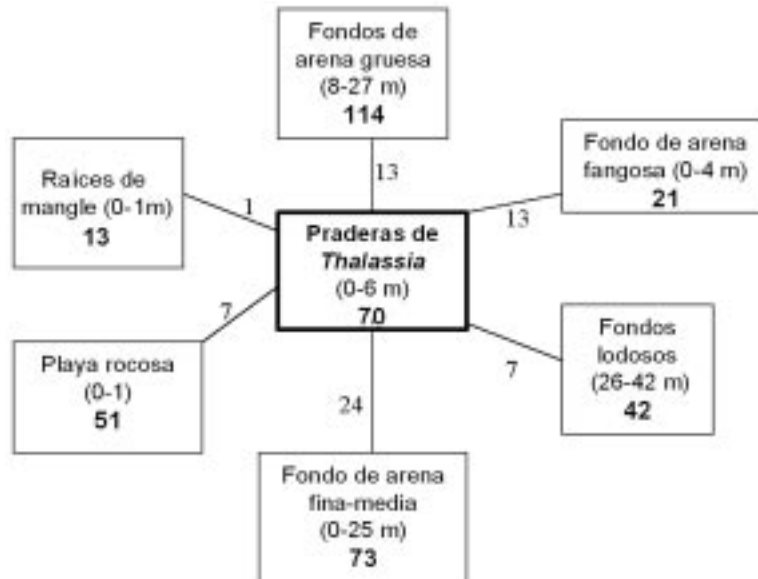 Fondos de
arena gruesa
(8-27 m)
114
Fondo de arena
fangosa (0-4 m)
21
Raices de
mangle (0-1m)
13
13
1
13
Praderas de
Thalassia
(0-6 m)
70
7
7
Fondos
lodosos
(26-42 m)
42
Playa rocosa
(0-1)
51
24
Fondo de arena
fina-media
(0-25 m)
73